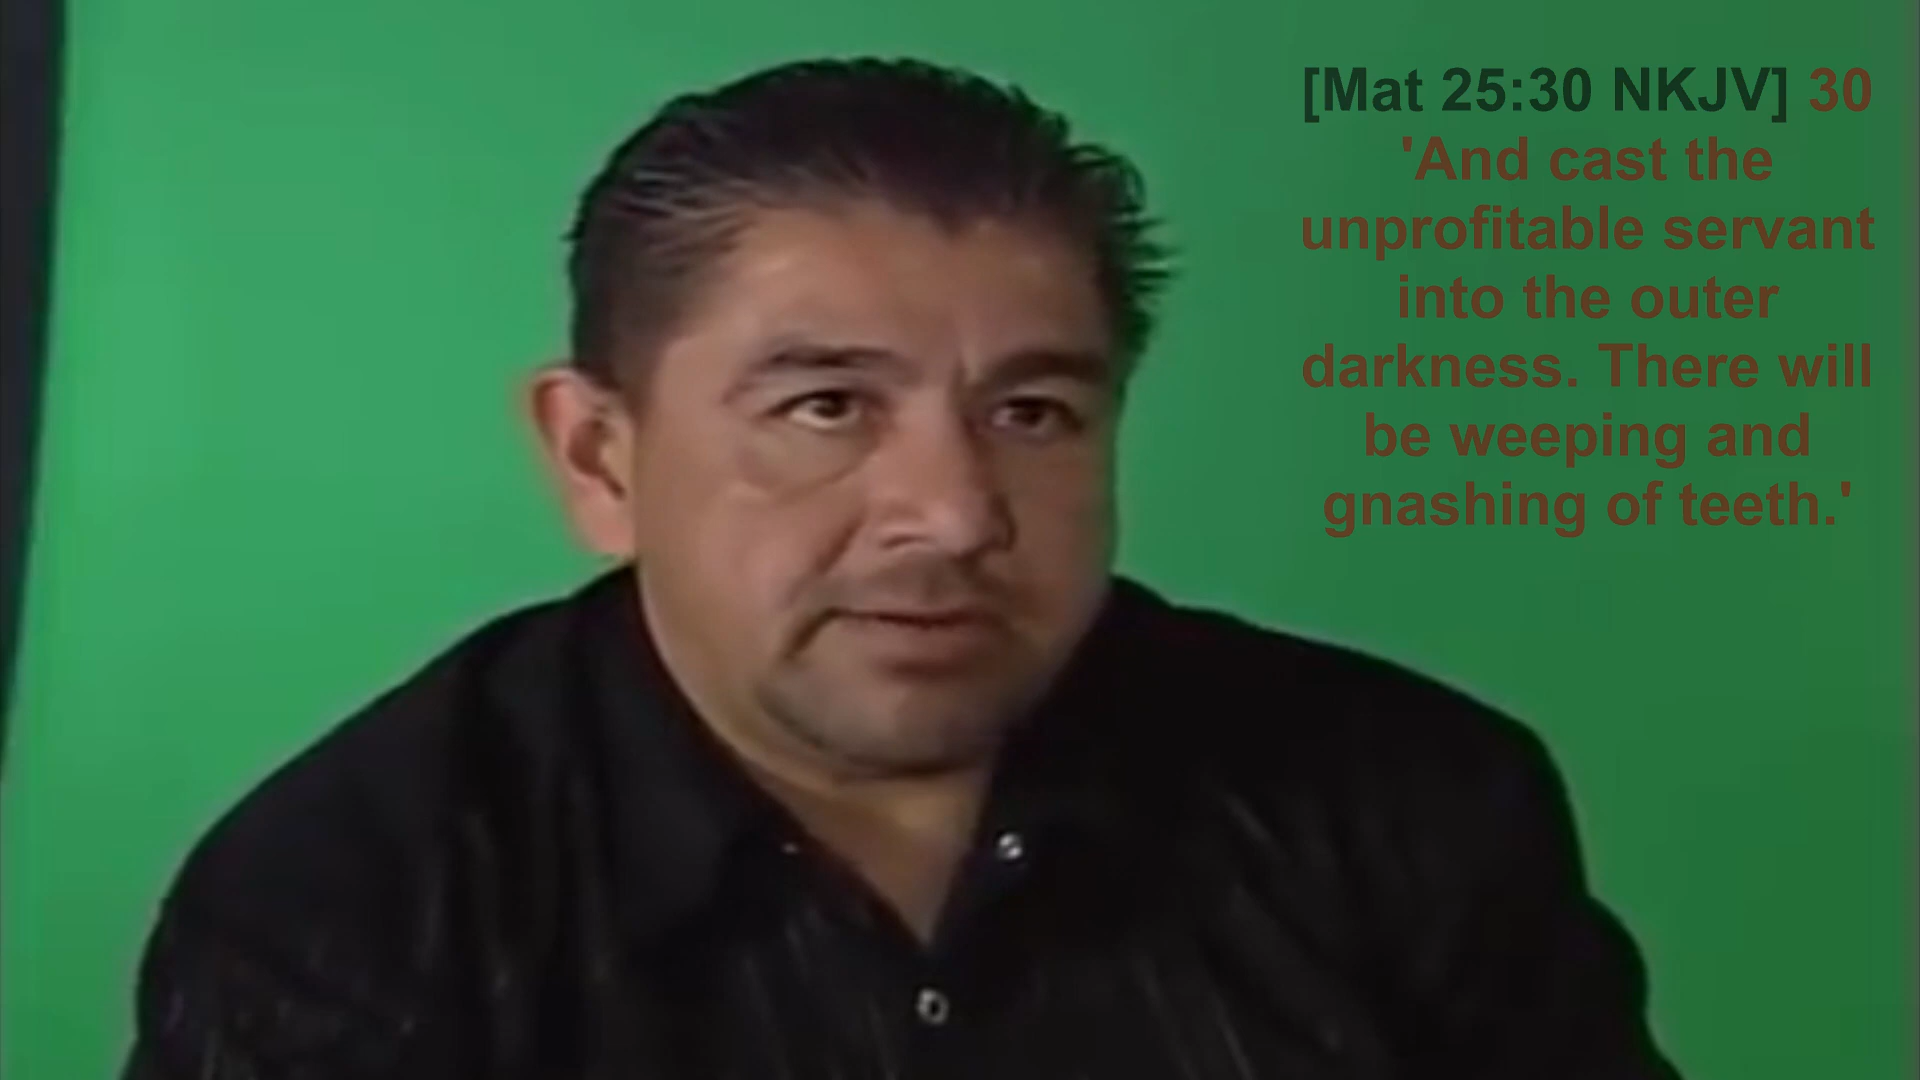 [Mat 25:30 NKJV] 30
'And cast the
unprofitable servant
into the outer
darkness. There will
be weeping and
gnashing of teeth.'